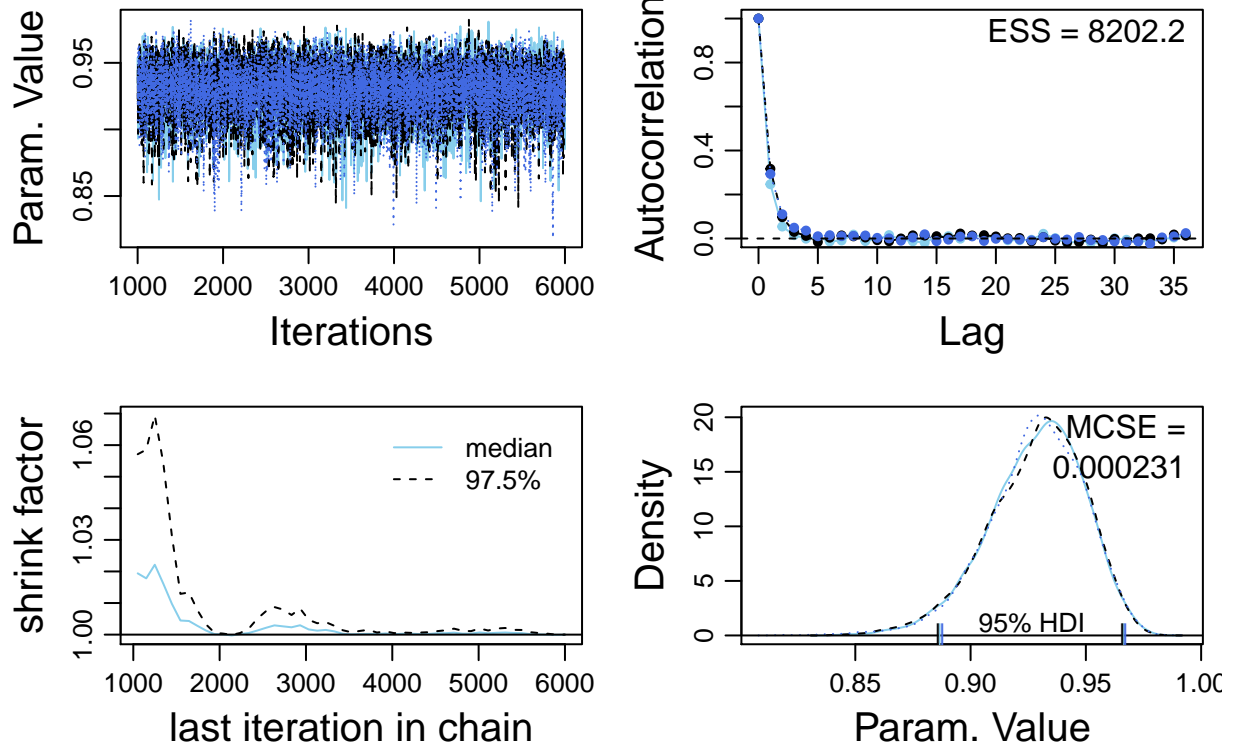 Param. Value
0.95
0.85
1000 2000 3000 4000 5000 6000
Iterations
Autocorrelation
0.8
0.4
0.0
ESS = 8202.2
0 5 10 15 20 25 30 35
Lag
shrink factor
1.06
1.03
1.00
median
97.5%
1000 2000 3000 4000 5000 6000
last iteration in chain
Density
20
15
10
5
0
MCSE =
0.000231
95% HDI
0.85 0.90 0.95 1.00
Param. Value